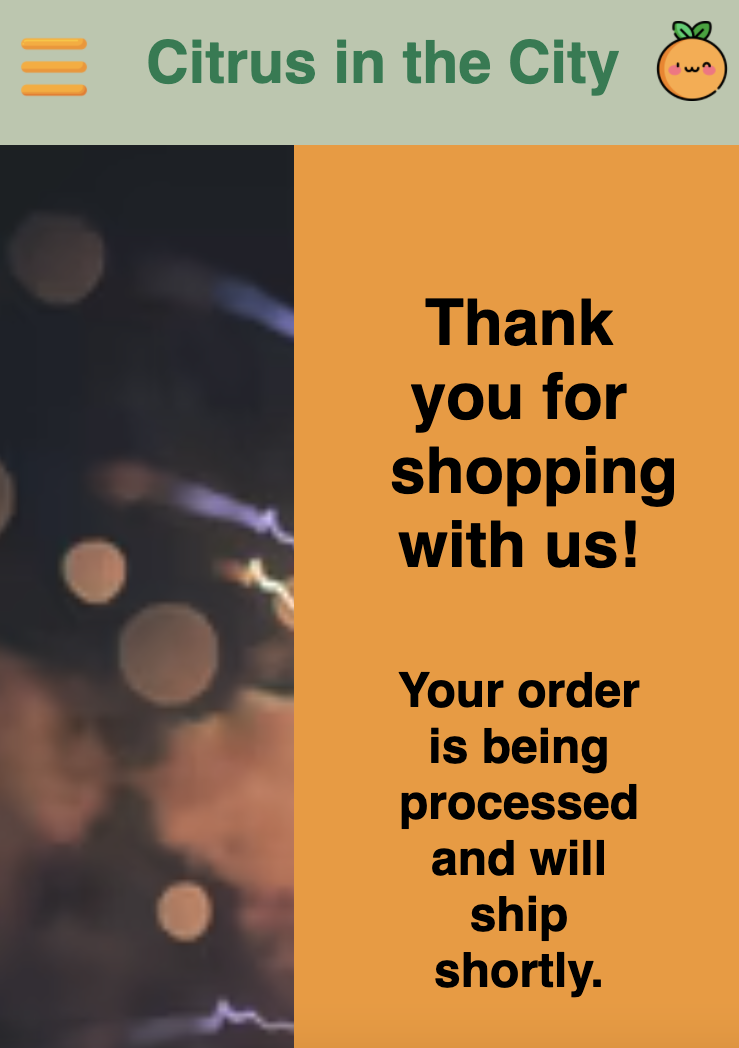 Citrus in the City
Thank
you for
shopping
with us!
Your order
is being
processed
and will
ship
shortly.